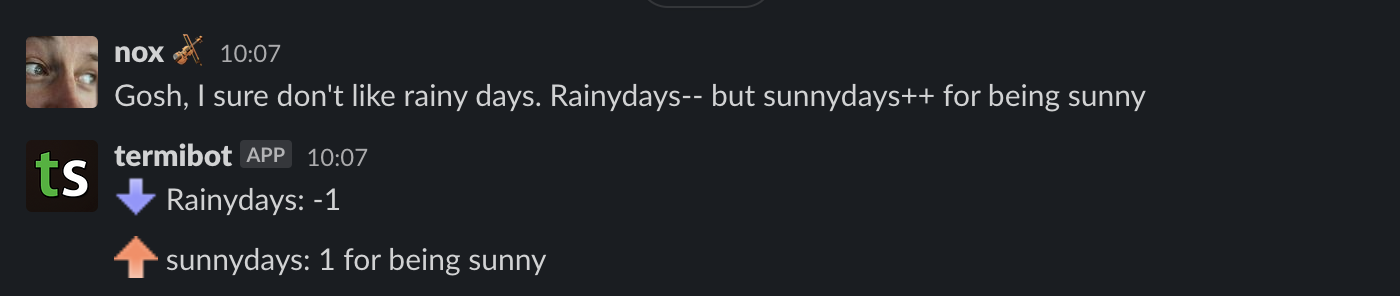 nox 10:07
Gosh, I sure don't like rainy days. Rainydays-- but sunnydays++ for being sunny
ts
termibot APP 10:07
Rainydays: -1
sunnydays: 1 for being sunny